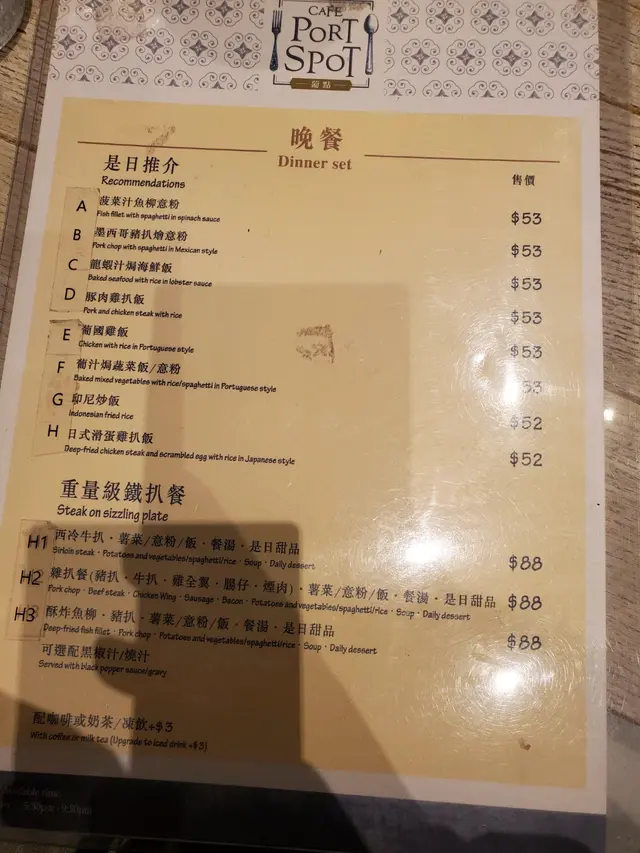 CAFE
PORT
SPOT
葡點
晚餐
Dinner set
是日推介
Recommendations
售價
A 菠菜汁魚柳意粉
Fish fillet with spaghetti in spinach sauce
$53
B 墨西哥豬扒燴意粉
Pork chop with spaghetti in Mexican style
$53
C 龍蝦汁焗海鮮飯
Baked seafood with rice in lobster sauce
$53
D 豚肉雞扒飯
Pork and chicken steak with rice
$53
E 葡國雞飯
Chicken with rice in Portuguese style
$53
F 葡汁焗蔬菜飯/意粉
Baked mixed vegetables with rice/spaghetti in Portuguese style
53
G 印尼炒飯
Indonesian fried rice
$52
H 日式滑蛋雞扒飯
Deep-fried chicken steak and scrambled egg with rice in Japanese style
$52
重量級鐵扒餐
Steak on sizzling plate
H1 西冷牛扒・薯菜/意粉/飯・餐湯・是日甜品
Sirloin steak・Potatoes and vegetables/spaghetti/rice・Soup・Daily dessert
$88
H2 雜扒餐(豬扒・牛扒・雞全翼・腸仔・煙肉)・薯菜/意粉/飯・餐湯・是日甜品
Pork chop・Beef steak・Chicken Wing・Sausage・Bacon・Potatoes and vegetables/spaghetti/rice・Soup・Daily dessert
$88
H3 酥炸魚柳・豬扒・薯菜/意粉/飯・餐湯・是日甜品
Deep-fried fish fillet・Pork chop・Potatoes and vegetables/spaghetti/rice・Soup・Daily dessert
$88
可選配黑椒汁/燒汁
Served with black pepper sauce/gravy
配咖啡或奶茶/凍飲+$3
With coffee or milk tea (Upgrade to iced drink +$3)
5:30pm - 9:30pm